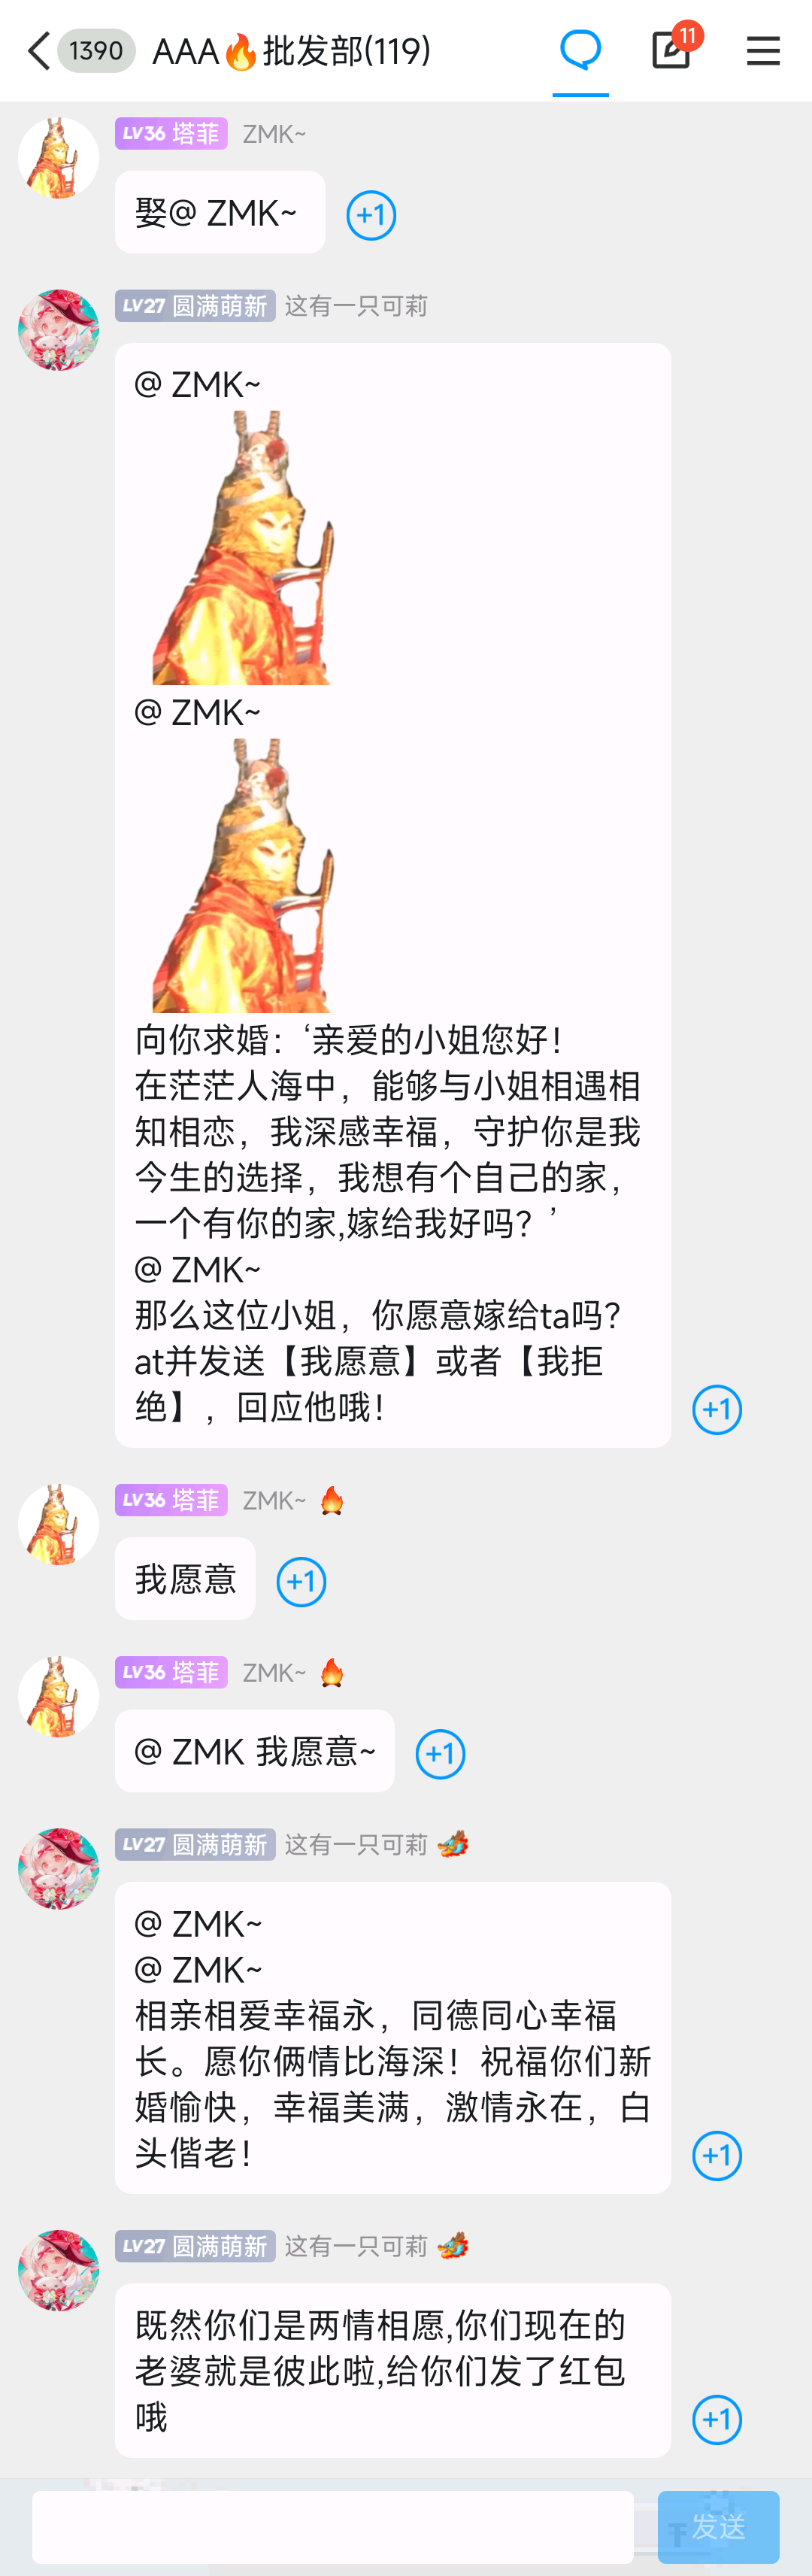 1390 AAA🔥批发部(119) 11
LV36 塔菲 ZMK~
娶@ ZMK~
+1
LV27 圆满萌新 这有一只可莉
@ ZMK~
@ ZMK~
向你求婚：‘亲爱的小姐您好！
在茫茫人海中，能够与小姐相遇相
知相恋，我深感幸福，守护你是我
今生的选择，我想有个自己的家，
一个有你的家,嫁给我好吗？’
@ ZMK~
那么这位小姐，你愿意嫁给ta吗？
at并发送【我愿意】或者【我拒
绝】，回应他哦！
+1
LV36 塔菲 ZMK~ 🔥
我愿意
+1
LV36 塔菲 ZMK~ 🔥
@ ZMK 我愿意~
+1
LV27 圆满萌新 这有一只可莉 🐲
@ ZMK~
@ ZMK~
相亲相爱幸福永，同德同心幸福
长。愿你俩情比海深！祝福你们新
婚愉快，幸福美满，激情永在，白
头偕老！
+1
LV27 圆满萌新 这有一只可莉 🐲
既然你们是两情相愿,你们现在的
老婆就是彼此啦,给你们发了红包
哦
+1
发送